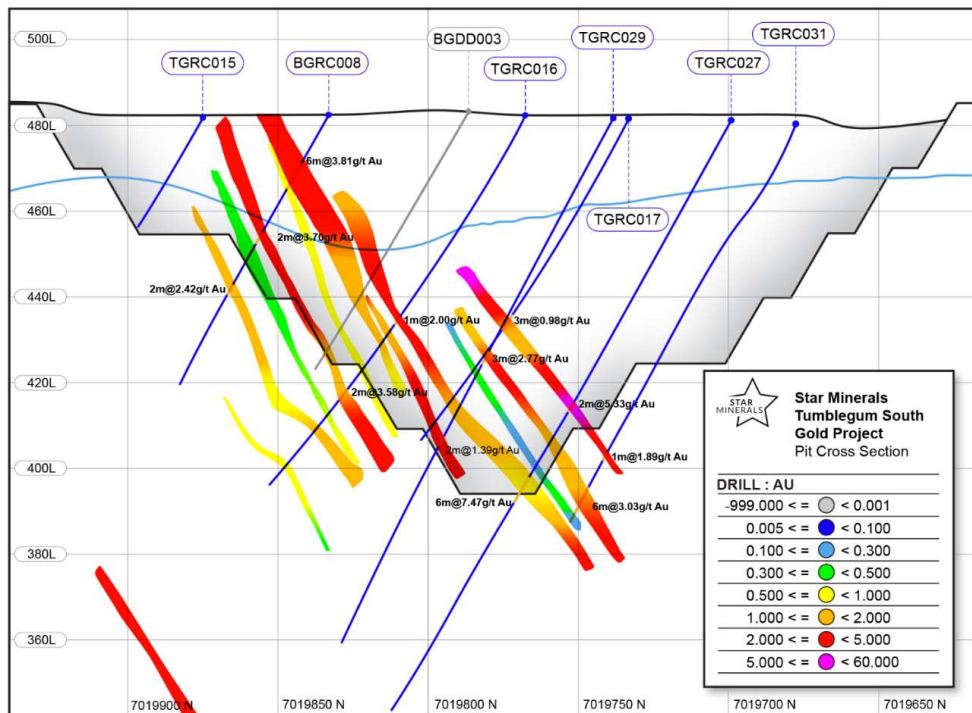 500L
480L
460L
440L
420L
400L
380L
360L
TGRC015
BGRC008
BGDD003
TGRC016
TGRC029
TGRC027
TGRC031
TGRC017
6m@3.81g/t Au
2m@3.70g/t Au
2m@2.42g/t Au
1m@2.00g/t Au
3m@0.98g/t Au
3m@2.77g/t Au
2m@3.58g/t Au
2m@5.33g/t Au
2m@1.39g/t Au
1m@1.89g/t Au
6m@7.47g/t Au
6m@3.03g/t Au
7019900 N
7019850 N
7019800 N
7019750 N
7019700 N
7019650 N
STAR
MINERALS
Star Minerals
Tumblegum South
Gold Project
Pit Cross Section
DRILL : AU
-999.000 < = < 0.001
0.005 < = < 0.100
0.100 < = < 0.300
0.300 < = < 0.500
0.500 < = < 1.000
1.000 < = < 2.000
2.000 < = < 5.000
5.000 < = < 60.000